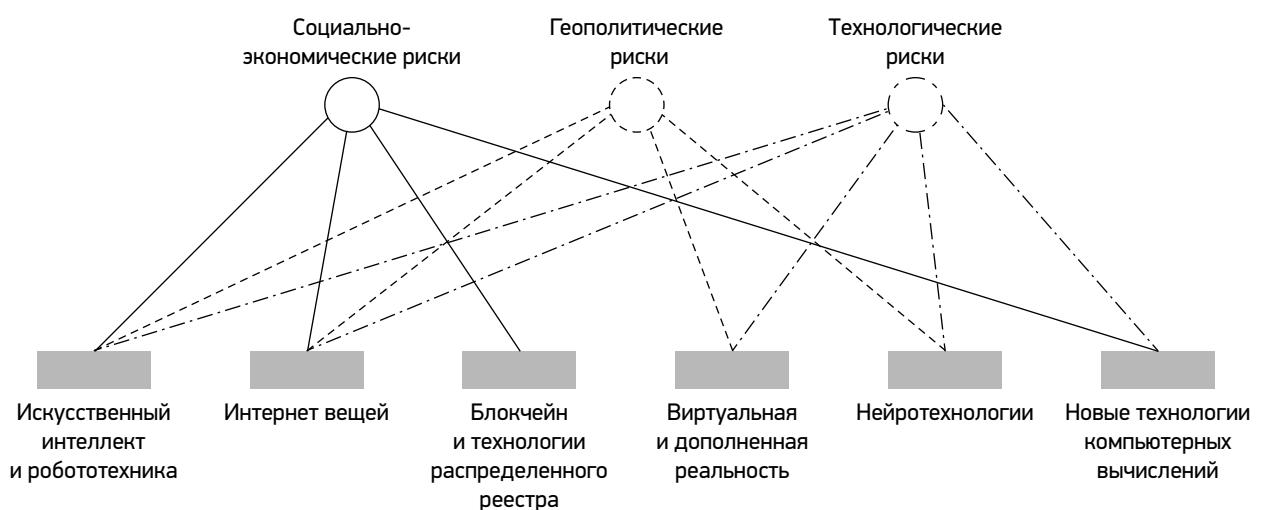 Социально-
экономические риски
Геополитические
риски
Технологические
риски
Искусственный
интеллект
и робототехника
Интернет вещей
Блокчейн
и технологии
распределенного
реестра
Виртуальная
и дополненная
реальность
Нейротехнологии
Новые технологии
компьютерных
вычислений